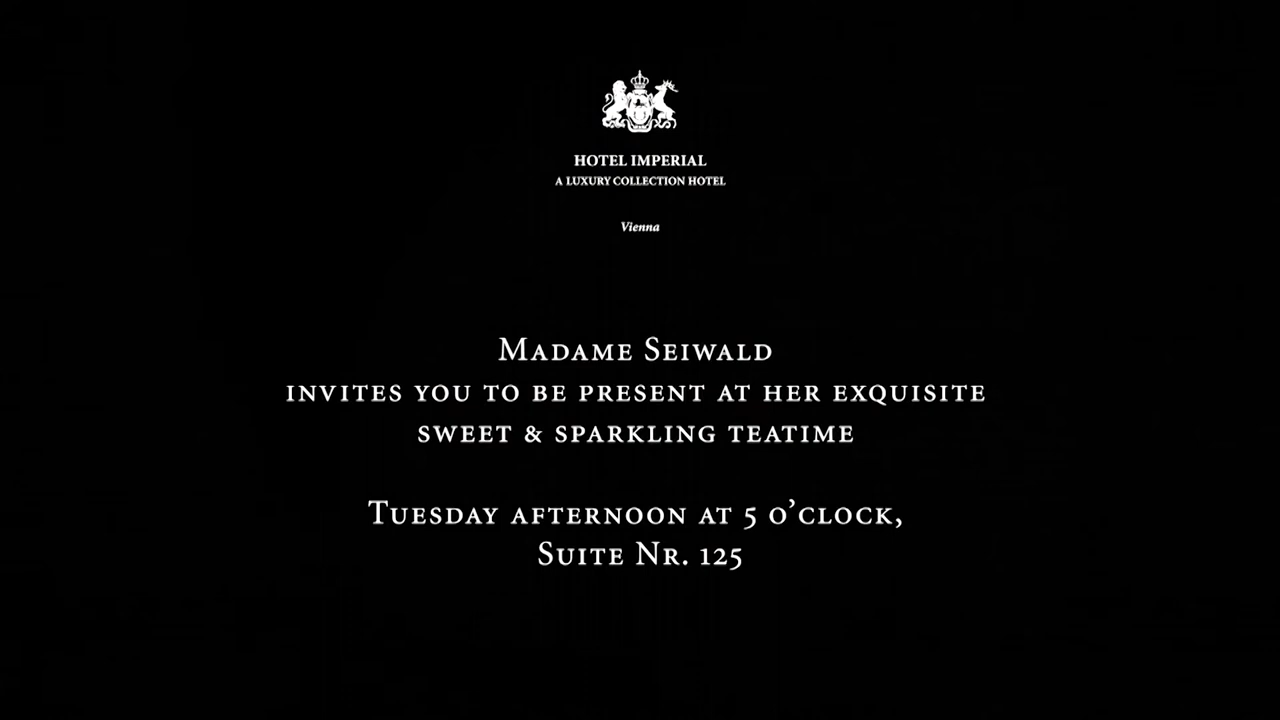 HOTEL IMPERIAL
A LUXURY COLLECTION HOTEL
Vienna
MADAME SEIWALD
INVITES YOU TO BE PRESENT AT HER EXQUISITE
SWEET & SPARKLING TEATIME
TUESDAY AFTERNOON AT 5 O’CLOCK,
SUITE NR. 125